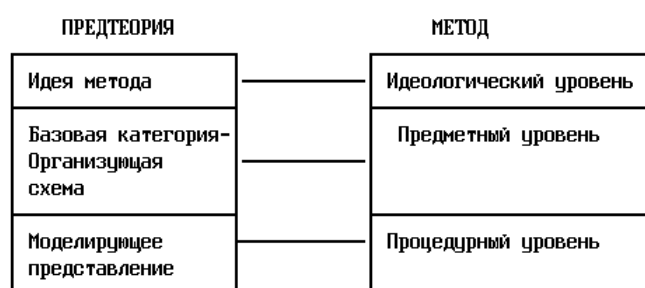 ПРЕДТЕОРИЯ
МЕТОД
Идея метода
Идеологический уровень
Базовая категория-
Организующая
схема
Предметный уровень
Моделирующее
представление
Процедурный уровень